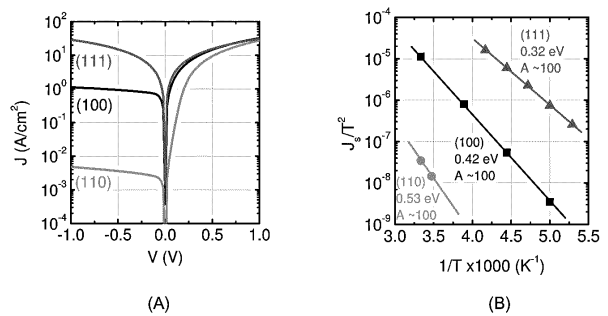 10²
10¹
10⁰
10⁻¹
10⁻²
10⁻³
10⁻⁴
J (A/cm²)
(111)
(100)
(110)
-1.0 -0.5 0.0 0.5 1.0
V (V)
(A)
10⁻⁵
10⁻⁶
10⁻⁷
10⁻⁸
10⁻⁹
Jₛ/T²
(111)
0.32 eV
A ~100
(100)
0.42 eV
A ~100
(110)
0.53 eV
A ~100
3.0 3.5 4.0 4.5 5.0 5.5
1/T x1000 (K⁻¹)
(B)